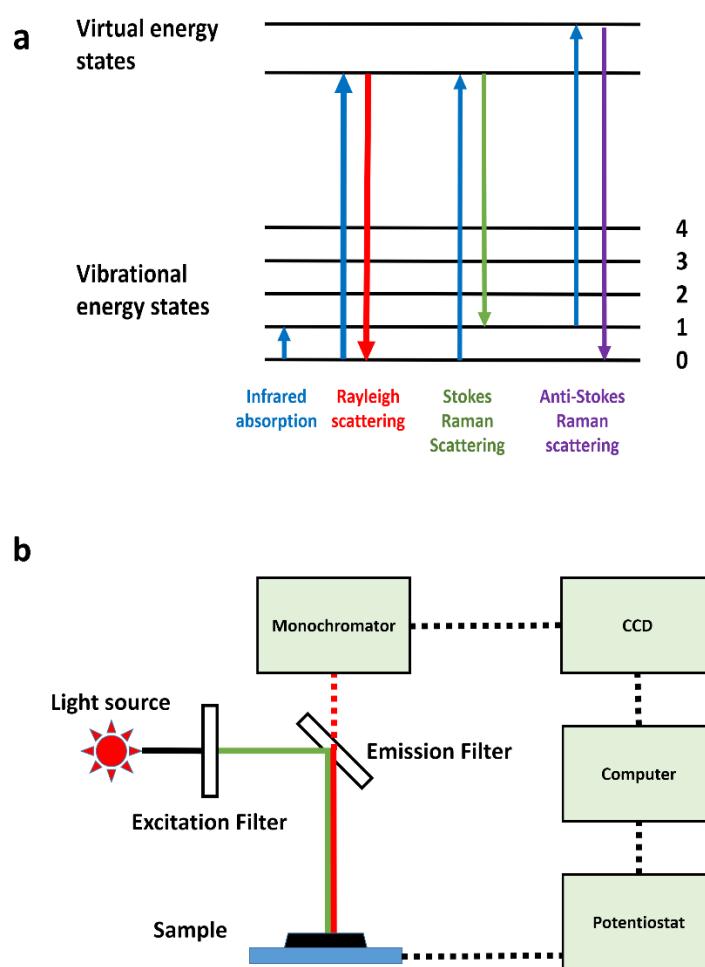 a
Virtual energy
states
Vibrational
energy states
4
3
2
1
0
Infrared
absorption
Rayleigh
scattering
Stokes
Raman
Scattering
Anti-Stokes
Raman
scattering
b
Monochromator
CCD
Light source
Emission Filter
Computer
Excitation Filter
Sample
Potentiostat